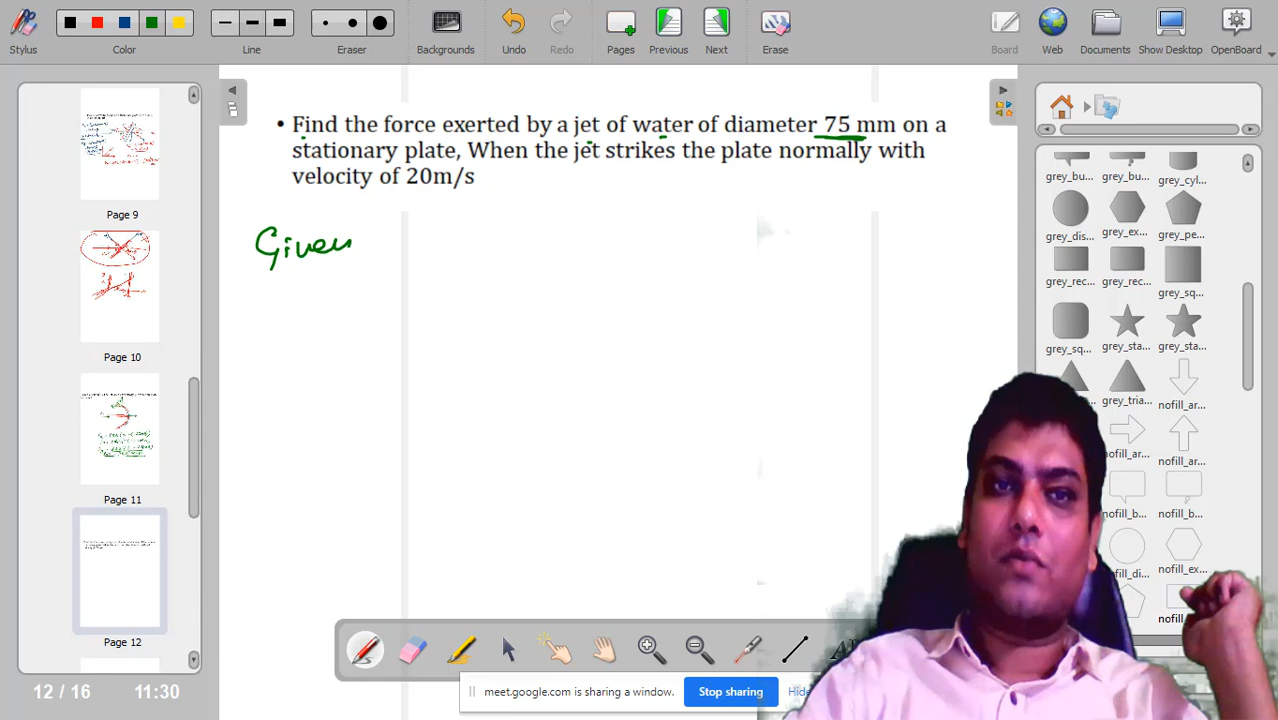 Stylus
Color
Line
Eraser
Backgrounds
Undo
Redo
Pages
Previous
Next
Erase
Board
Web
Documents
Show Desktop
OpenBoard
Page 9
Page 10
Page 11
Page 12
12 / 16
11:30
• Find the force exerted by a jet of water of diameter 75 mm on a
stationary plate, When the jet strikes the plate normally with
velocity of 20m/s
Given
grey_bu...
grey_bu...
grey_cyl...
grey_dis...
grey_ex...
grey_pe...
grey_rec...
grey_rec...
grey_sq...
grey_sq...
grey_sta...
grey_sta...
grey_tria...
nofill_ar...
nofill_ar...
nofill_ar...
nofill_b...
nofill_b...
nofill_di...
nofill_ex...
meet.google.com is sharing a window.
Stop sharing
Hide